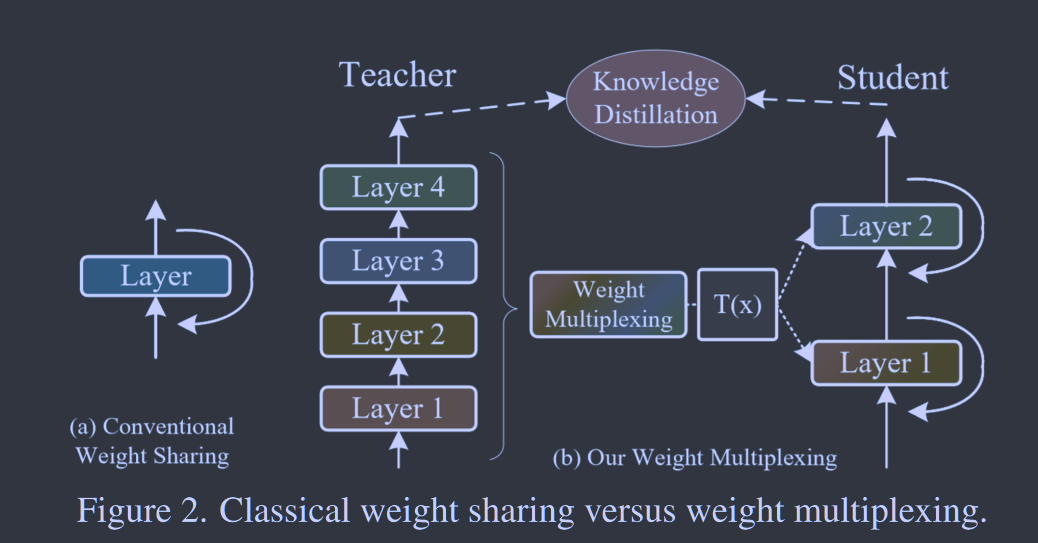 Teacher
Knowledge
Distillation
Student
Layer 4
Layer 3
Layer 2
Layer 1
Layer
Weight
Multiplexing
T(x)
Layer 2
Layer 1
(a) Conventional
Weight Sharing
(b) Our Weight Multiplexing
Figure 2. Classical weight sharing versus weight multiplexing.